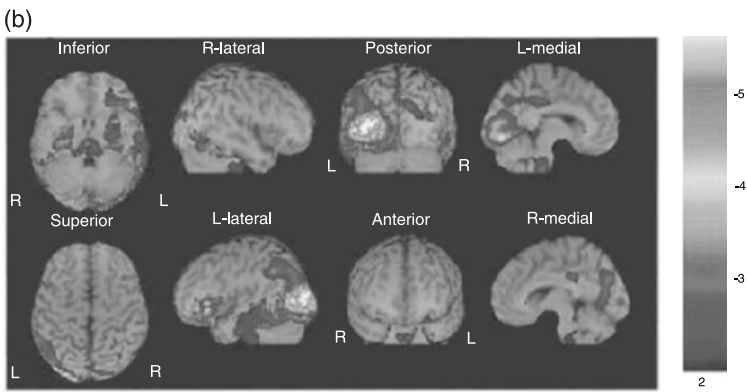 (b)
Inferior R-lateral Posterior L-medial
R L L R
Superior L-lateral Anterior R-medial
L R R L
-5
-4
-3
2